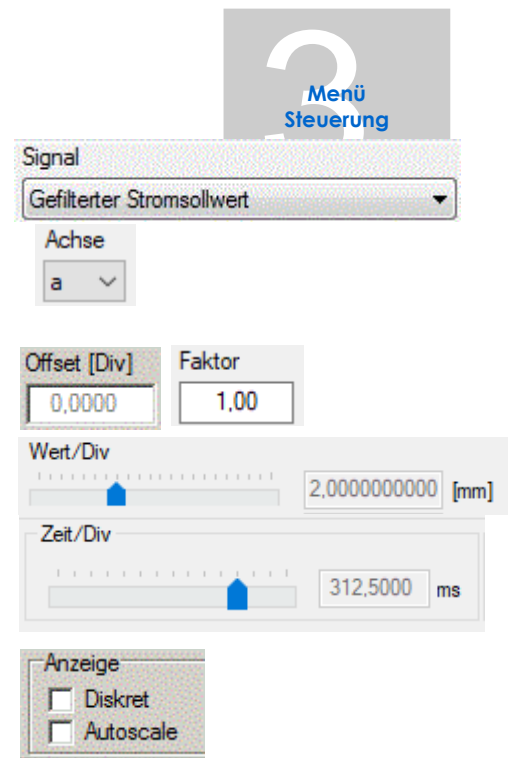 3
Menü
Steuerung
Signal
Gefilterter Stromsollwert
Achse
a
Offset [Div] Faktor
0,0000 1,00
Wert/Div
2,0000000000 [mm]
Zeit/Div
312,5000 ms
Anzeige
Diskret
Autoscale